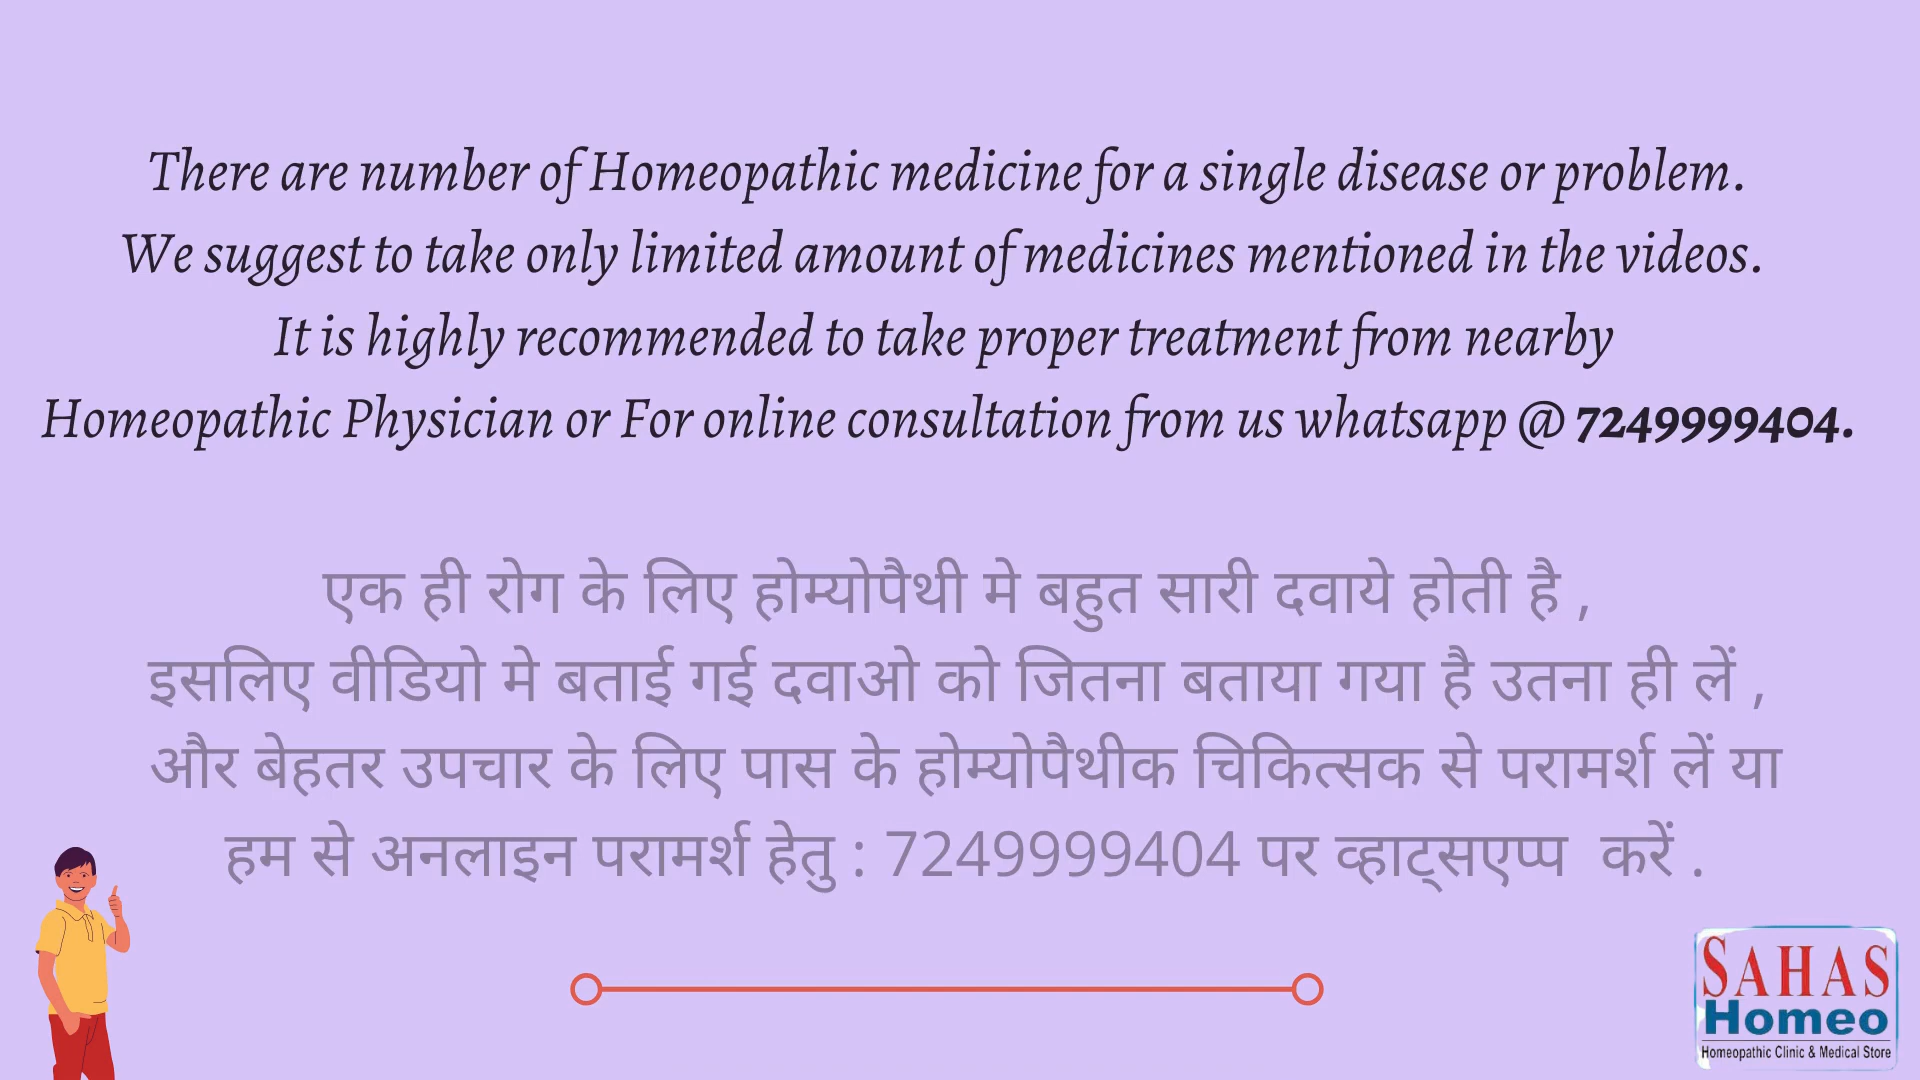 There are number of Homeopathic medicine for a single disease or problem.
We suggest to take only limited amount of medicines mentioned in the videos.
It is highly recommended to take proper treatment from nearby
Homeopathic Physician or For online consultation from us whatsapp @ 7249999404.
एक ही रोग के लिए होम्योपैथी मे बहुत सारी दवाये होती है ,
इसलिए वीडियो मे बताई गई दवाओ को जितना बताया गया है उतना ही लें ,
और बेहतर उपचार के लिए पास के होम्योपैथीक चिकित्सक से परामर्श लें या
हम से अनलाइन परामर्श हेतु : 7249999404 पर व्हाट्सएप्प  करें .
SAHAS
Homeo
Homeopathic Clinic & Medical Store